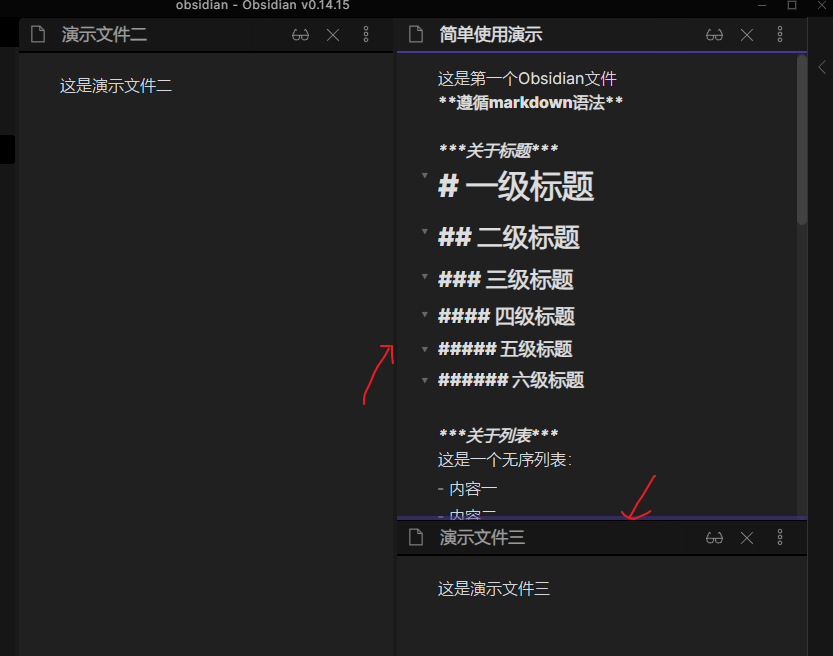 obsidian - Obsidian v0.14.15
演示文件二
这是演示文件二
简单使用演示
这是第一个Obsidian文件
**遵循markdown语法**
***关于标题***
# 一级标题
## 二级标题
### 三级标题
#### 四级标题
##### 五级标题
###### 六级标题
***关于列表***
这是一个无序列表：
- 内容一
- 内容二
演示文件三
这是演示文件三